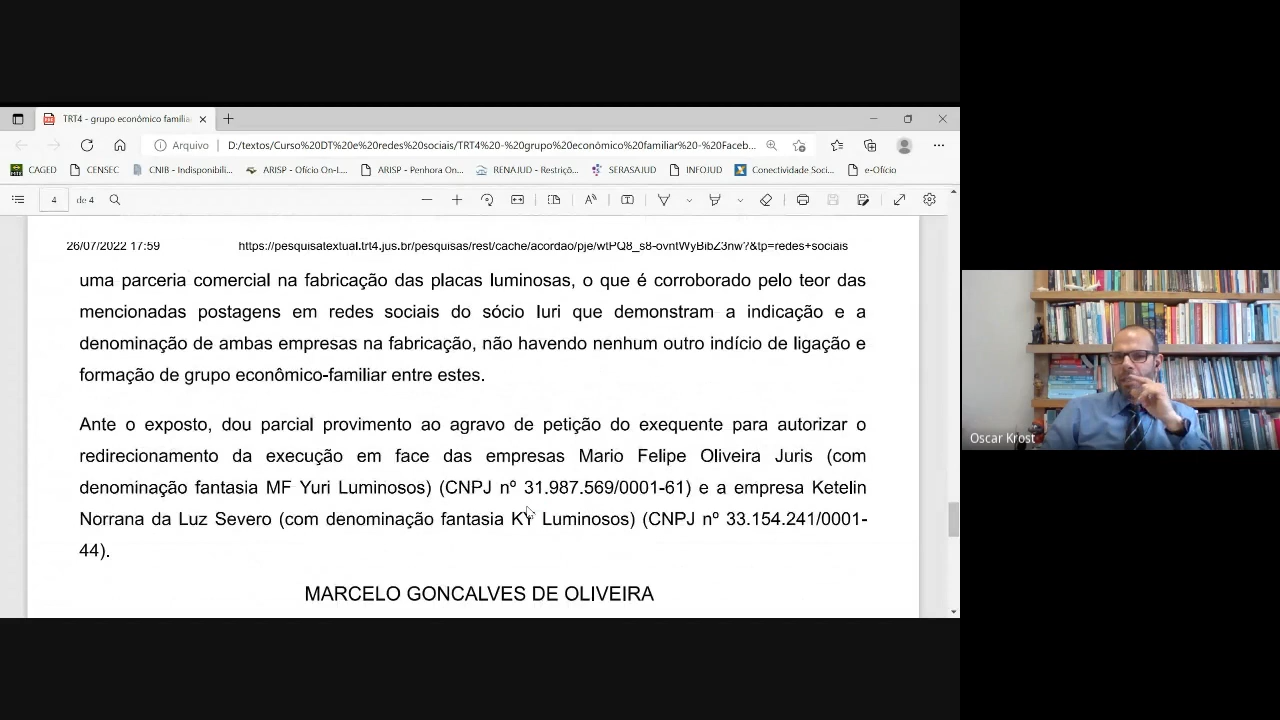 TRT4 - grupo econômico familia
Arquivo D:/textos/Curso%20DT%20e%20redes%20sociais/TRT4%20-%20grupo%20econômico%20familiar%20-%20Faceb...
CAGED CENSEC CNIB - Indisponibili... ARISP - Ofício On-l... ARISP - Penhora On... RENAJUD - Restriçõ... SERASAJUD INFOJUD Conectividade Soci... e-Ofício
4 de 4
26/07/2022 17:59 https://pesquisatextual.trt4.jus.br/pesquisas/rest/cache/acordao/pje/wtPQ8_s8-ovntWyBibZ3nw?&tp=redes+sociais
uma parceria comercial na fabricação das placas luminosas, o que é corroborado pelo teor das
mencionadas postagens em redes sociais do sócio Iuri que demonstram a indicação e a
denominação de ambas empresas na fabricação, não havendo nenhum outro indício de ligação e
formação de grupo econômico-familiar entre estes.
Ante o exposto, dou parcial provimento ao agravo de petição do exequente para autorizar o
redirecionamento da execução em face das empresas Mario Felipe Oliveira Juris (com
denominação fantasia MF Yuri Luminosos) (CNPJ nº 31.987.569/0001-61) e a empresa Ketelin
Norrana da Luz Severo (com denominação fantasia KY Luminosos) (CNPJ nº 33.154.241/0001-
44).
MARCELO GONCALVES DE OLIVEIRA
Oscar Krost